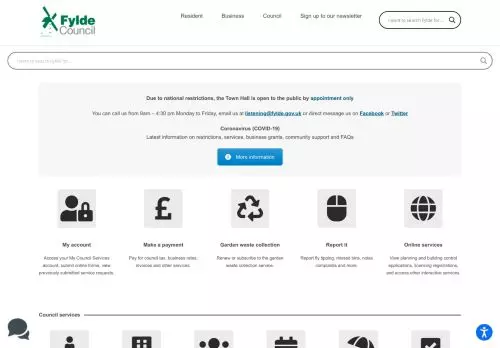 Fylde
Council
Resident Business Council Sign up to our newsletter
I want to search fylde for...
I want to search fylde for...
Due to national restrictions, the Town Hall is open to the public by appointment only
You can call us from 8am – 4:30 pm Monday to Friday, email us at listening@fylde.gov.uk or direct message us on Facebook or Twitter
Coronavirus (COVID-19)
Latest information on restrictions, services, business grants, community support and FAQs
More information
My account
Access your My Council Services
account, submit online forms, view
previously submitted service requests.
Make a payment
Pay for council tax, business rates,
invoices and other services.
Garden waste collection
Renew or subscribe to the garden
waste collection service.
Report it
Report fly tipping, missed bins, noise
complaints and more.
Online services
View planning and building control
applications, licensing registrations,
and access other interactive services.
Council services